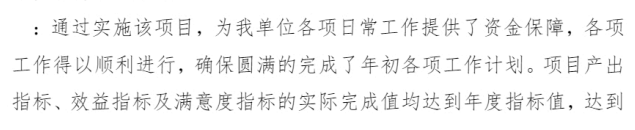 ：通过实施该项目，为我单位各项日常工作提供了资金保障，各项
工作得以顺利进行，确保圆满的完成了年初各项工作计划。项目产出
指标、效益指标及满意度指标的实际完成值均达到年度指标值，达到